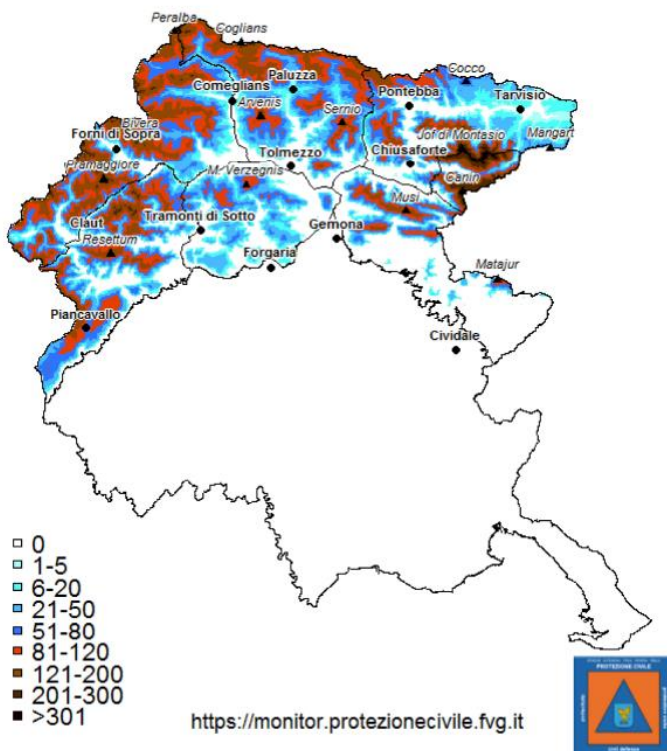 Peralba
Coglians
Cocco
Paluzza
Comeglians
Pontebba
Tarvisio
Arvenis
Sernio
Bivera
Forni di Sopra
Jof di Montasio
Mangart
Chiusaforte
Tolmezzo
Pramaggiore
M. Verzegnis
Canin
Musi
Claut
Tramonti di Sotto
Gemona
Resettum
Forgaria
Matajur
Piancavallo
Cividale
0
1-5
6-20
21-50
51-80
81-120
121-200
201-300
>301
https://monitor.protezionecivile.fvg.it
PROTEZIONE CIVILE